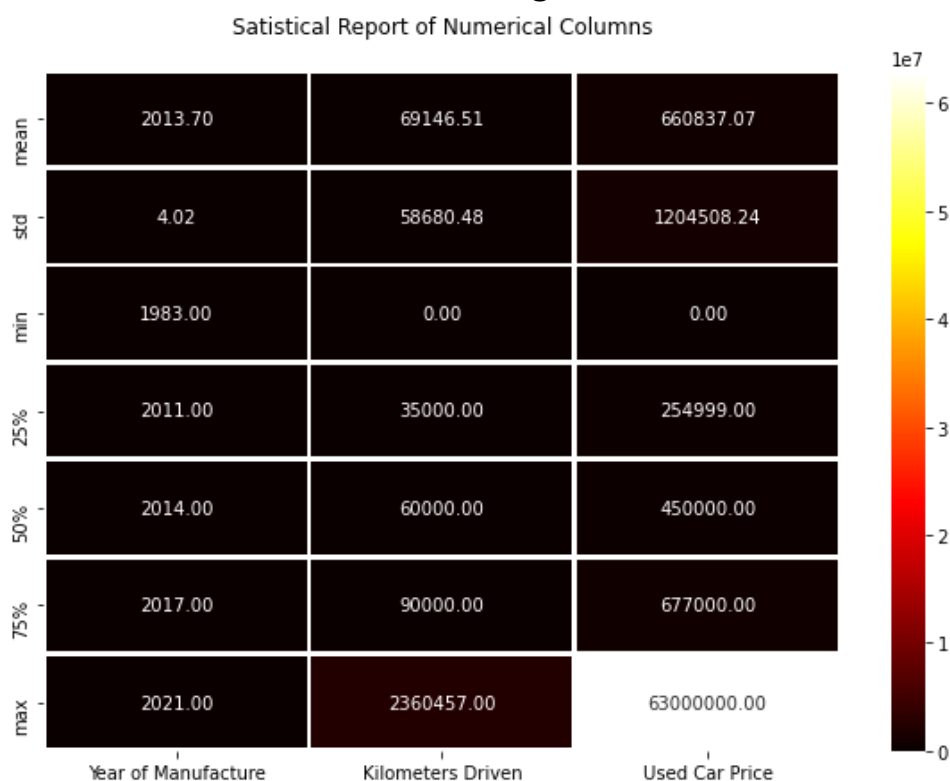 Satistical Report of Numerical Columns
1e7
mean 2013.70 69146.51 660837.07
std 4.02 58680.48 1204508.24
min 1983.00 0.00 0.00
25% 2011.00 35000.00 254999.00
50% 2014.00 60000.00 450000.00
75% 2017.00 90000.00 677000.00
max 2021.00 2360457.00 63000000.00
Year of Manufacture Kilometers Driven Used Car Price
6
5
4
3
2
1
0